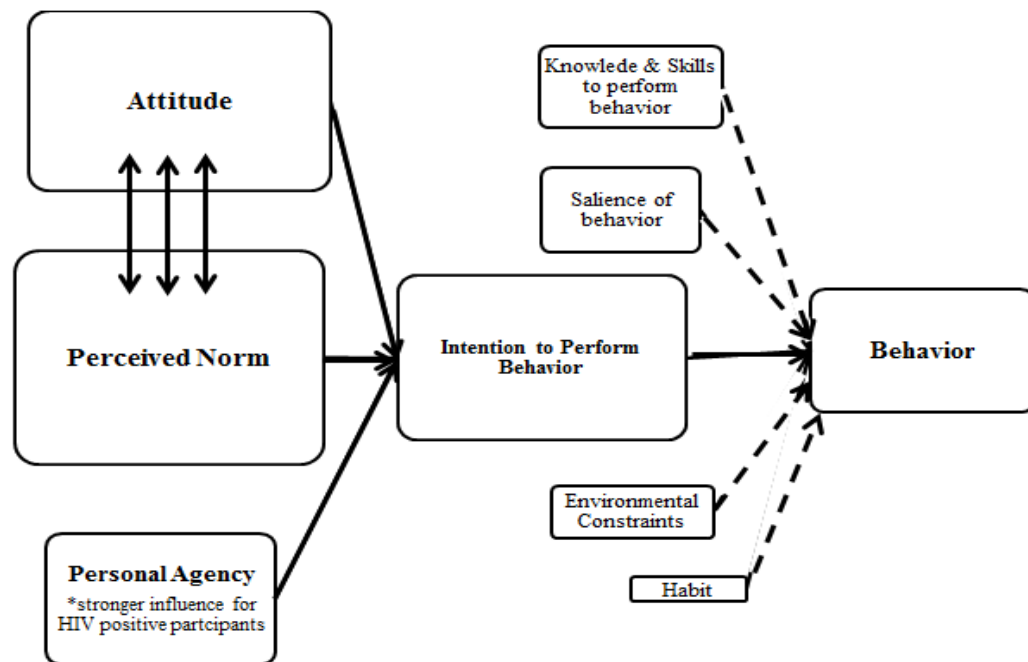 Attitude
Perceived Norm
Personal Agency
*stronger influence for
HIV positive partcipants
Intention to Perform
Behavior
Knowlede & Skills
to perform
behavior
Salience of
behavior
Environmental
Constraints
Habit
Behavior